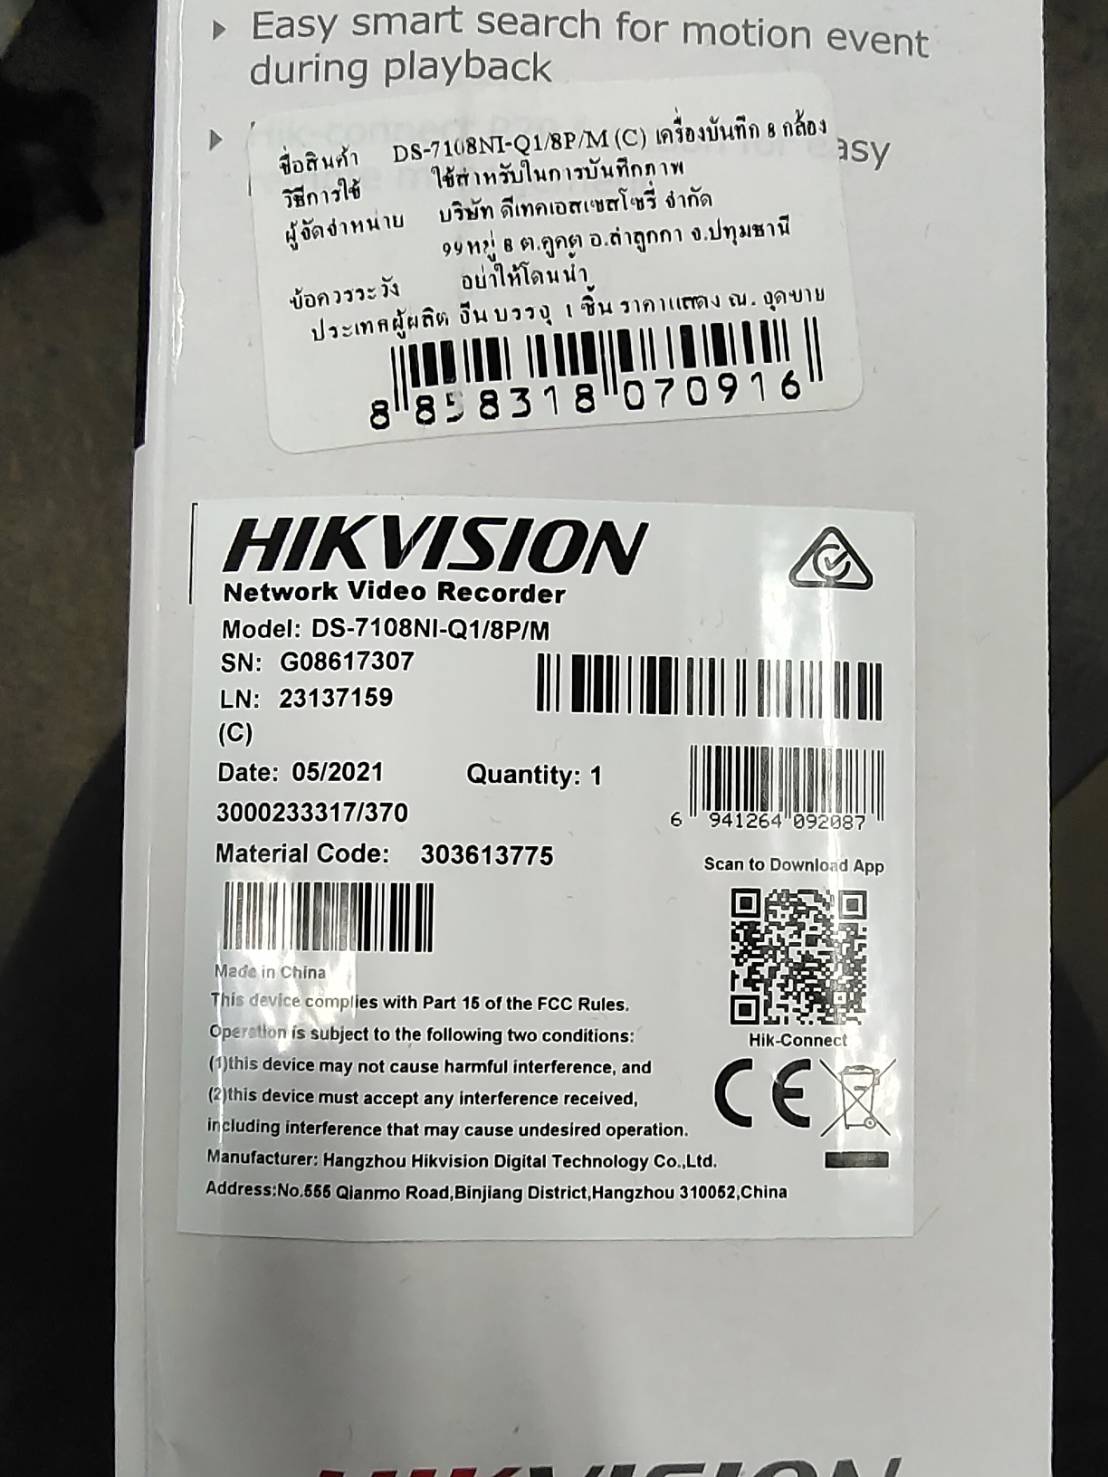 Easy smart search for motion event
during playback
asy
ชื่อสินค้า DS-7108NI-Q1/8P/M (C) เครื่องบันทึก 8 กล้อง
วิธีการใช้ ใช้สำหรับในการบันทึกภาพ
ผู้จัดจำหน่าย บริษัท ดีเทคเอสเซสโซรี่ จำกัด
99 หมู่ 8 ต.คูคต อ.ลำลูกกา จ.ปทุมธานี
ข้อควรระวัง อย่าให้โดนน้ำ
ประเทศผู้ผลิต จีน บรรจุ 1 ชิ้น ราคาแสดง ณ. จุดขาย
8 858318 070916
HIKVISION
Network Video Recorder
Model: DS-7108NI-Q1/8P/M
SN: G08617307
LN: 23137159
(C)
Date: 05/2021 Quantity: 1
3000233317/370
6 941264 092087
Material Code: 303613775
Scan to Download App
Made in China
Hik-Connect
This device complies with Part 15 of the FCC Rules.
Operation is subject to the following two conditions:
(1)this device may not cause harmful interference, and
(2)this device must accept any interference received,
including interference that may cause undesired operation.
CE
Manufacturer: Hangzhou Hikvision Digital Technology Co.,Ltd.
Address:No.555 Qianmo Road,Binjiang District,Hangzhou 310052,China
HIKVISION